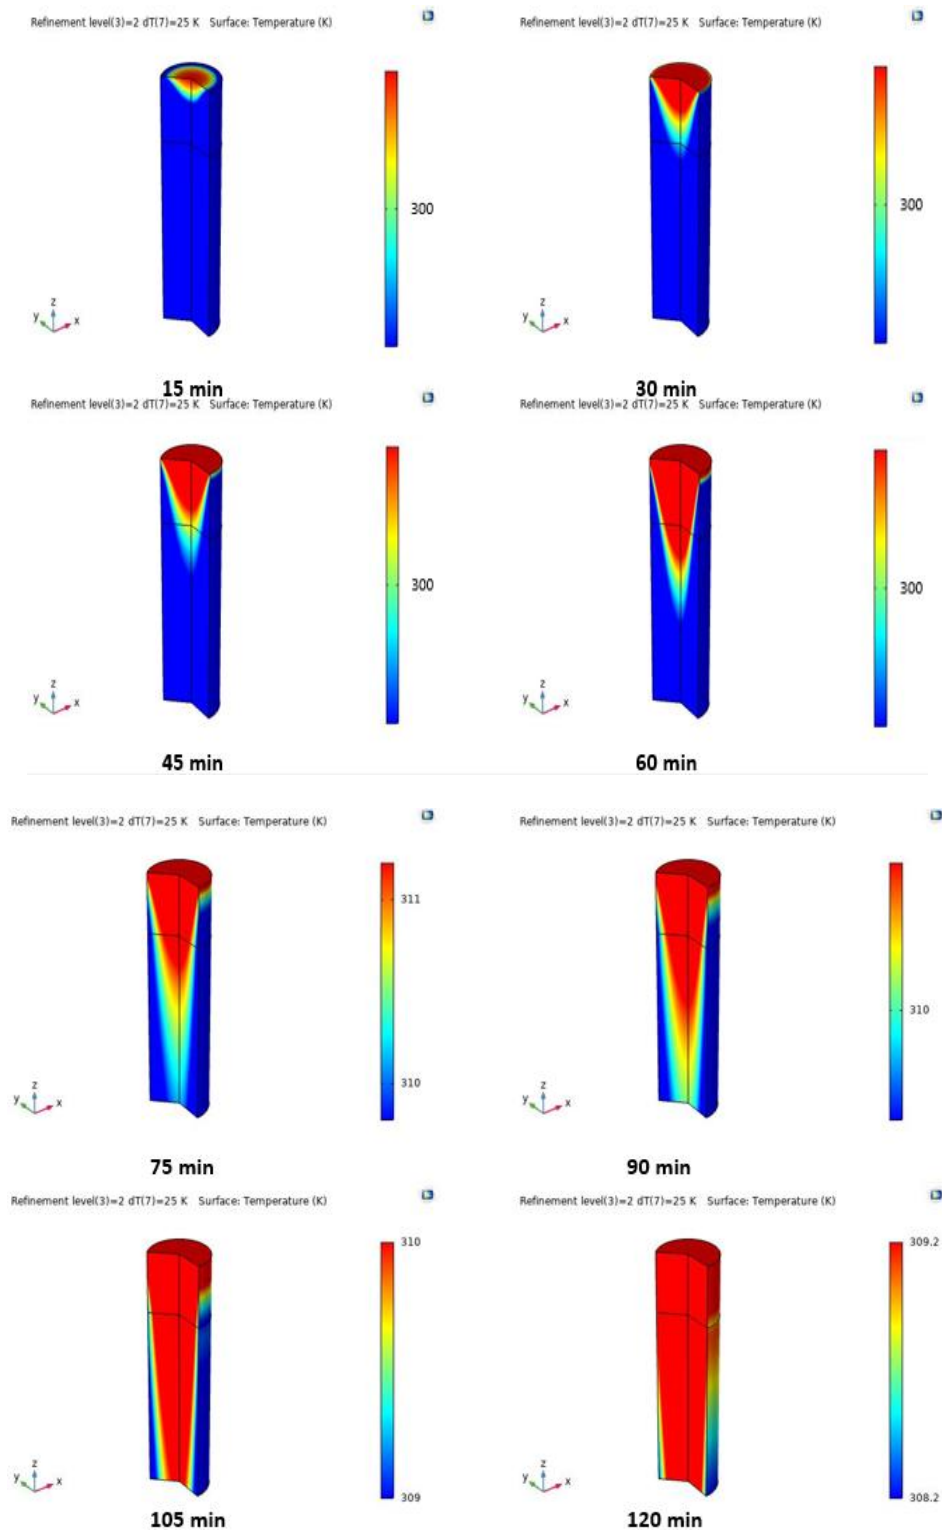 Refinement level(3)=2 dT(7)=25 K   Surface: Temperature (K)
300
z
y
x
15 min
Refinement level(3)=2 dT(7)=25 K   Surface: Temperature (K)
300
z
y
x
30 min
Refinement level(3)=2 dT(7)=25 K   Surface: Temperature (K)
300
z
y
x
45 min
Refinement level(3)=2 dT(7)=25 K   Surface: Temperature (K)
300
z
y
x
60 min
Refinement level(3)=2 dT(7)=25 K   Surface: Temperature (K)
311
310
z
y
x
75 min
Refinement level(3)=2 dT(7)=25 K   Surface: Temperature (K)
310
z
y
x
90 min
Refinement level(3)=2 dT(7)=25 K   Surface: Temperature (K)
310
z
y
x
309
105 min
Refinement level(3)=2 dT(7)=25 K   Surface: Temperature (K)
309.2
z
y
x
308.2
120 min